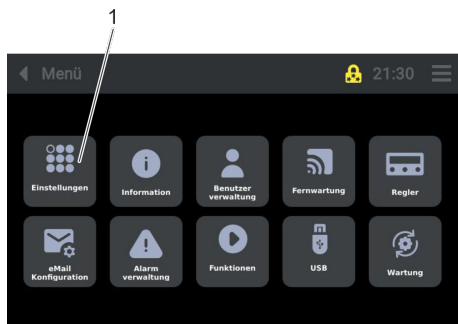 1
Menü
21:30
Einstellungen
Information
Benutzer
verwaltung
Fernwartung
Regler
eMail
Konfiguration
Alarm
verwaltung
Funktionen
USB
Wartung